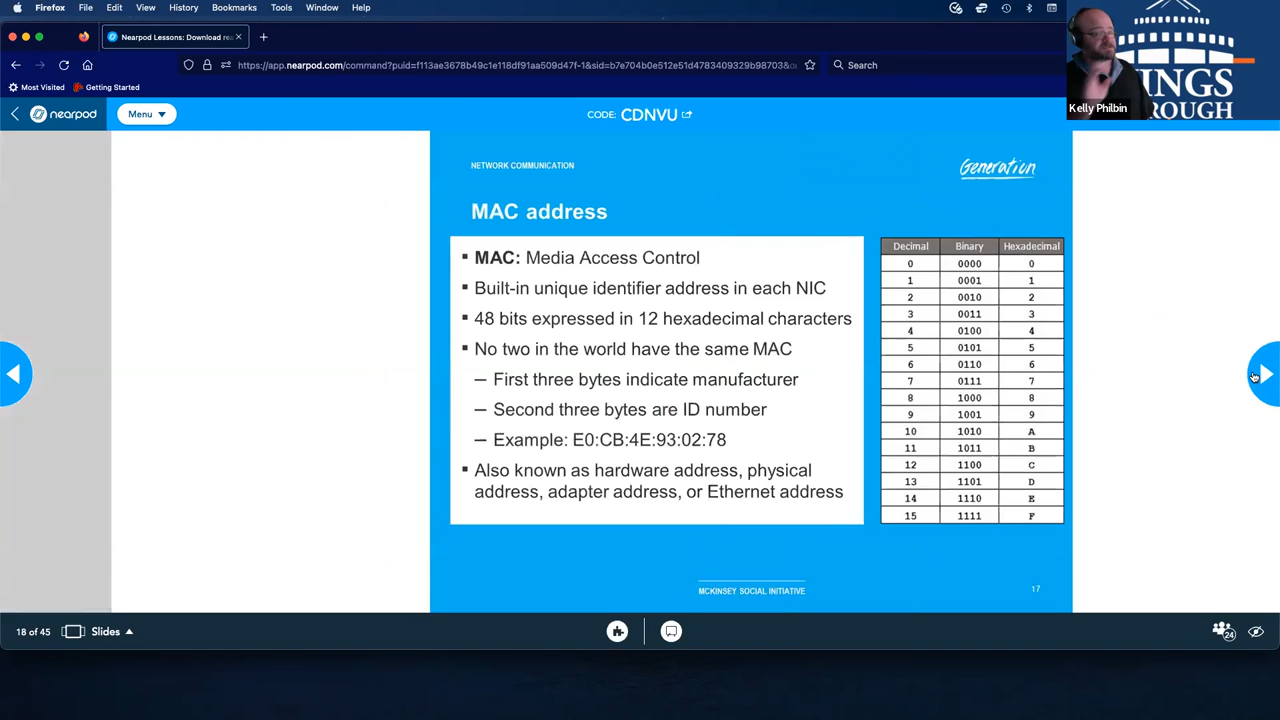 Firefox File Edit View History Bookmarks Tools Window Help
Nearpod Lessons: Download rea
https://app.nearpod.com/command?puid=f113ae3678b49c1e118df91aa509d47f-1&sid=b7e704b0e512e51d4783409329b98703&
Search
Most Visited Getting Started
nearpod Menu CODE: CDNVU
INGS
ROUGH
Kelly Philbin
NETWORK COMMUNICATION
Generation
MAC address
▪ MAC: Media Access Control
▪ Built-in unique identifier address in each NIC
▪ 48 bits expressed in 12 hexadecimal characters
▪ No two in the world have the same MAC
– First three bytes indicate manufacturer
– Second three bytes are ID number
– Example: E0:CB:4E:93:02:78
▪ Also known as hardware address, physical
address, adapter address, or Ethernet address
Decimal Binary Hexadecimal
0 0000 0
1 0001 1
2 0010 2
3 0011 3
4 0100 4
5 0101 5
6 0110 6
7 0111 7
8 1000 8
9 1001 9
10 1010 A
11 1011 B
12 1100 C
13 1101 D
14 1110 E
15 1111 F
MCKINSEY SOCIAL INITIATIVE
17
18 of 45 Slides
24